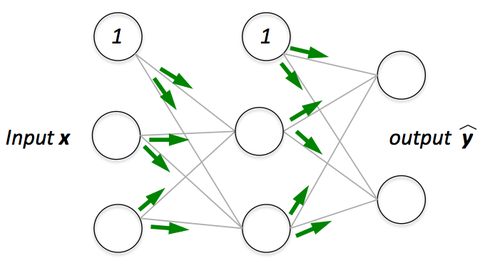 1
1
Input x
output ŷ